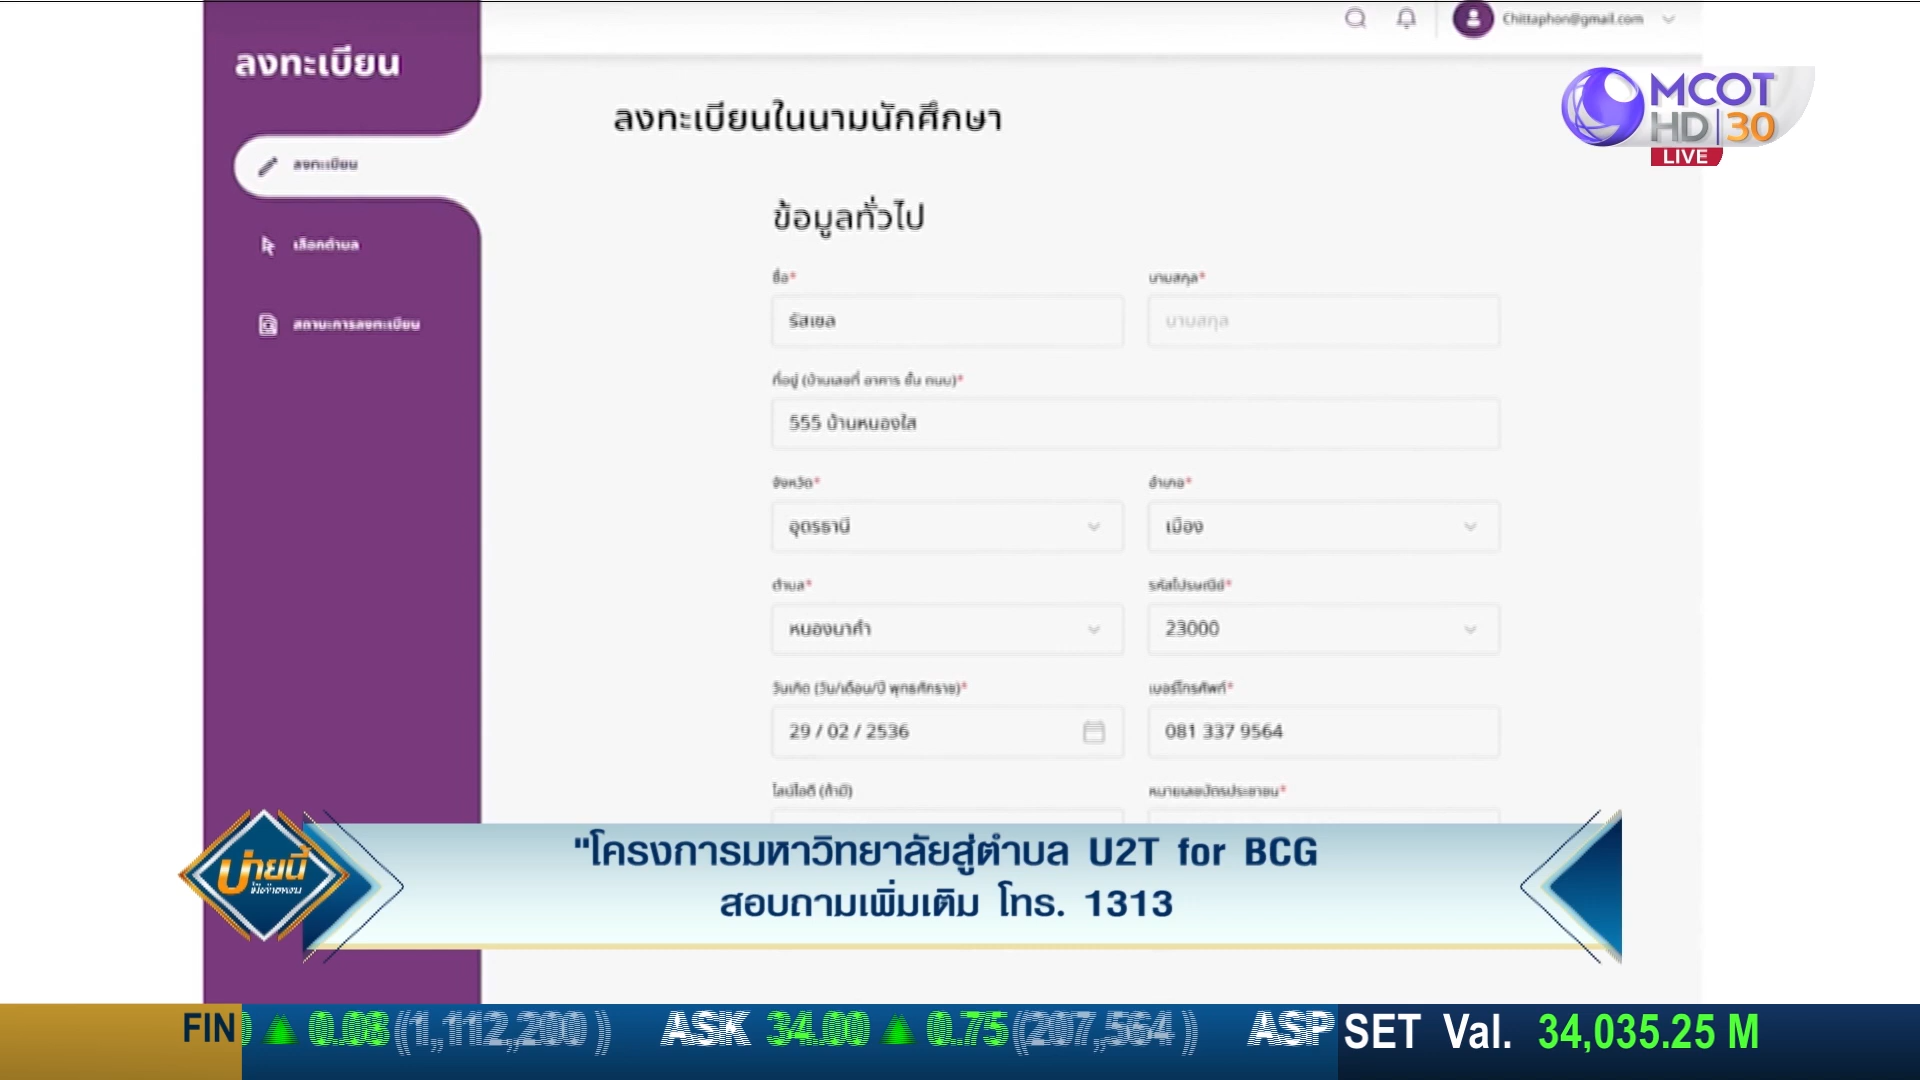 Chittaphon@gmail.com
ลงทะเบียน
MCOT
HD 30
LIVE
ลงทะเบียนในนามนักศึกษา
ลงทะเบียน
ข้อมูลทั่วไป
เลือกตำบล
ชื่อ*
นามสกุล*
สถานะการลงทะเบียน
รัสเซล
นามสกุล
ที่อยู่ (บ้านเลขที่ อาคาร ชั้น ถนน)*
555 บ้านหนองใส
จังหวัด*
อำเภอ*
อุดรธานี
เมือง
ตำบล*
รหัสไปรษณีย์*
หนองนาคำ
23000
วันเกิด (วัน/เดือน/ปี พุทธศักราช)*
เบอร์โทรศัพท์*
29 / 02 / 2536
081 337 9564
ไลน์ไอดี (ถ้ามี)
หมายเลขบัตรประชาชน*
บ่ายนี้
มีคำตอบ
"โครงการมหาวิทยาลัยสู่ตำบล U2T for BCG
สอบถามเพิ่มเติม โทร. 1313
FIN 0.08 (1,112,200 ) ASK 34.00 0.75 (207,564 ) ASP SET Val. 34,035.25 M